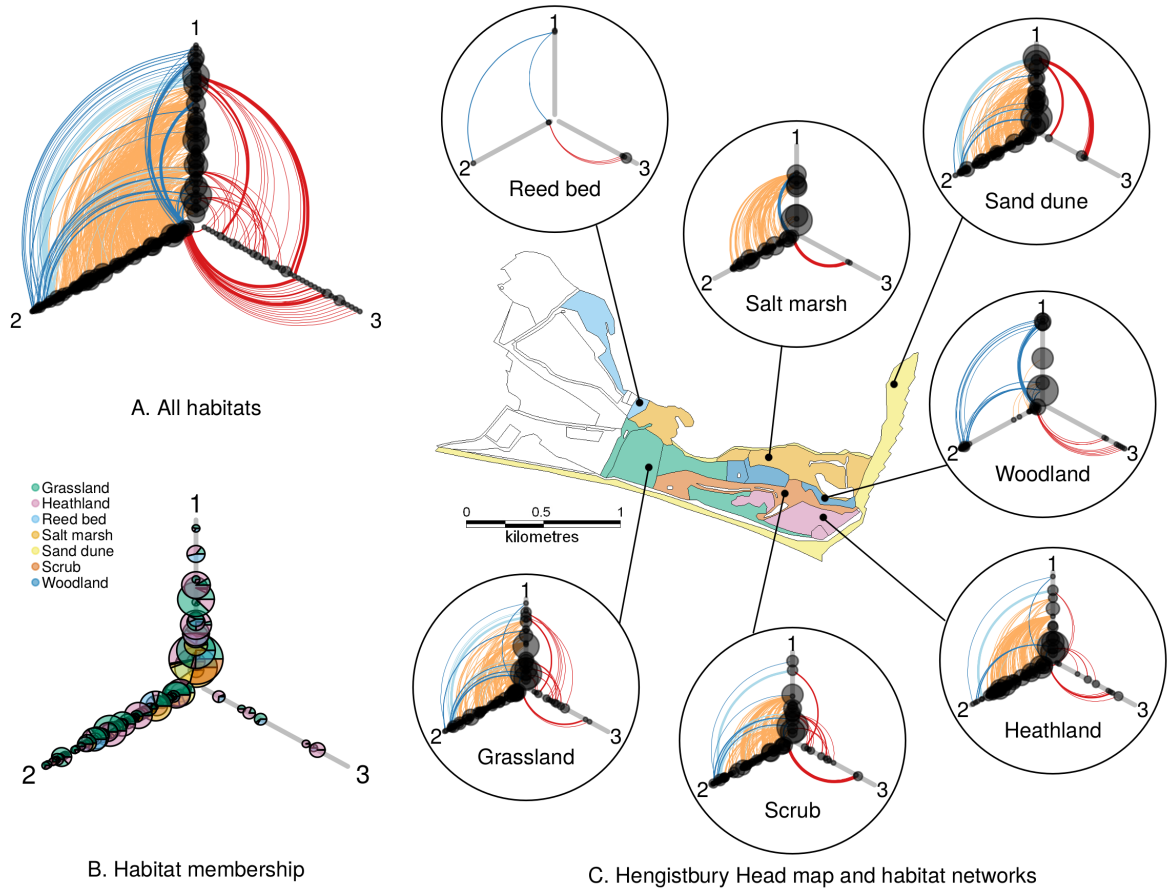 1
2
3
A. All habitats
Grassland
Heathland
Reed bed
Salt marsh
Sand dune
Scrub
Woodland
1
2
3
B. Habitat membership
1
2
3
Reed bed
1
2
3
Salt marsh
1
2
3
Sand dune
1
2
3
Woodland
0 0.5 1
kilometres
1
2
3
Grassland
1
2
3
Scrub
1
2
3
Heathland
C. Hengistbury Head map and habitat networks